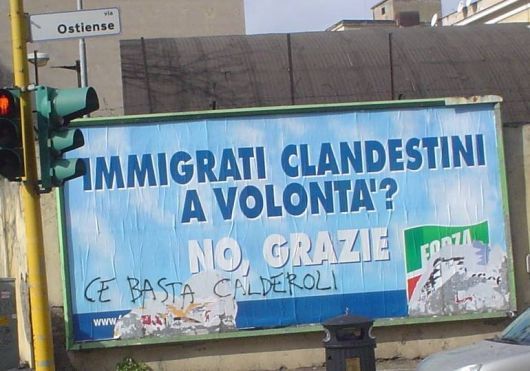 via
Ostiense
IMMIGRATI CLANDESTINI
A VOLONTA'?
NO, GRAZIE
FORZA
CE BASTA CALDEROLI
www.